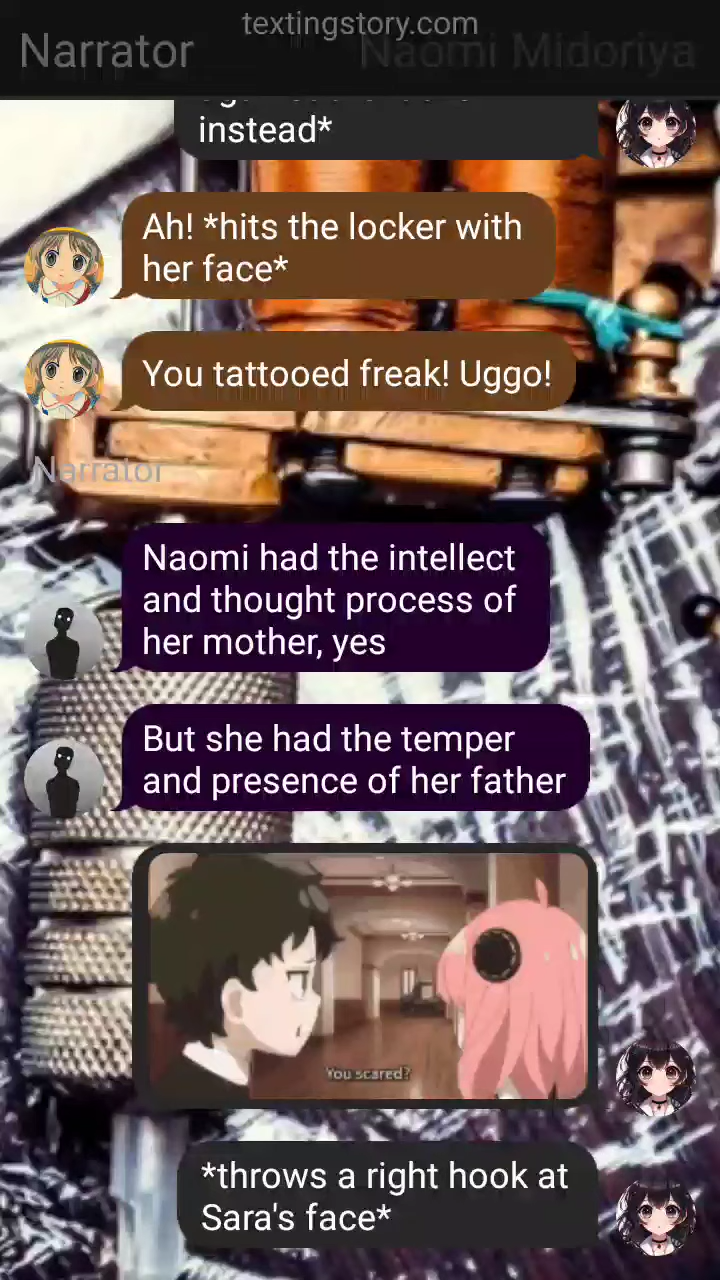 textingstory.com
Narrator
Naomi Midoriya
instead*
Ah! *hits the locker with
her face*
You tattooed freak! Uggo!
Narrator
Naomi had the intellect
and thought process of
her mother, yes
But she had the temper
and presence of her father
You scared?
*throws a right hook at
Sara's face*